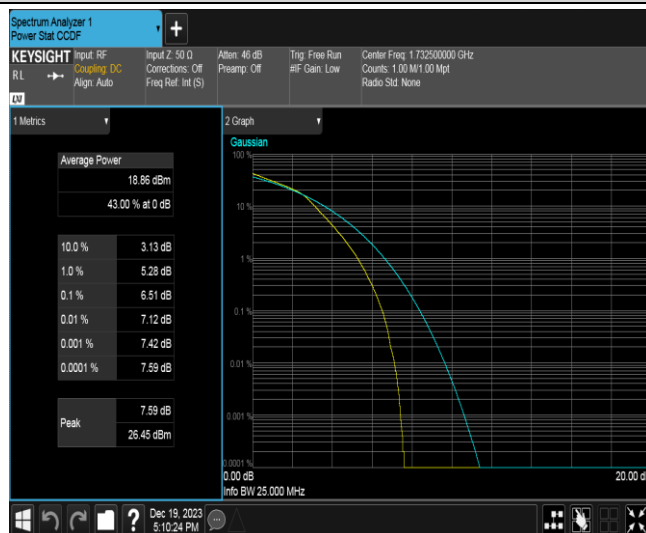 Spectrum Analyzer 1
Power Stat CCDF
+
KEYSIGHT
RL
LXI
Input: RF
Coupling: DC
Align: Auto
Input Z: 50 Ω
Corrections: Off
Freq Ref: Int (S)
Atten: 46 dB
Preamp: Off
Trig: Free Run
#IF Gain: Low
Center Freq: 1.732500000 GHz
Counts: 1.00 M/1.00 Mpt
Radio Std: None
1 Metrics
Average Power
18.86 dBm
43.00 % at 0 dB
10.0 % 3.13 dB
1.0 % 5.28 dB
0.1 % 6.51 dB
0.01 % 7.12 dB
0.001 % 7.42 dB
0.0001 % 7.59 dB
Peak
7.59 dB
26.45 dBm
2 Graph
Gaussian
100 %
10 %
1 %
0.1 %
0.01 %
0.001 %
0.0001 %
0.00 dB
20.00 d
Info BW 25.000 MHz
?
Dec 19, 2023
5:10:24 PM